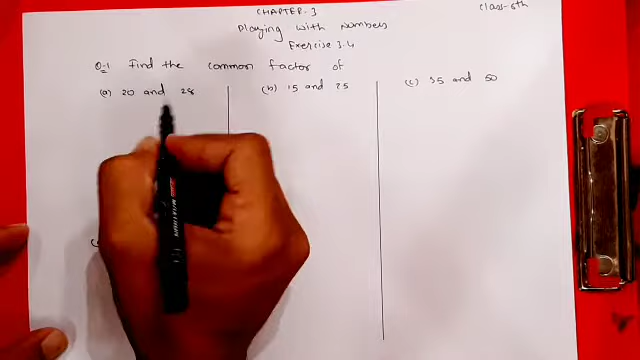 CHAPTER-3
Class-6th
Playing with Numbers
Exercise 3.4
Q.1 Find the common factor of
(a) 20 and 28 (b) 15 and 25 (c) 35 and 50